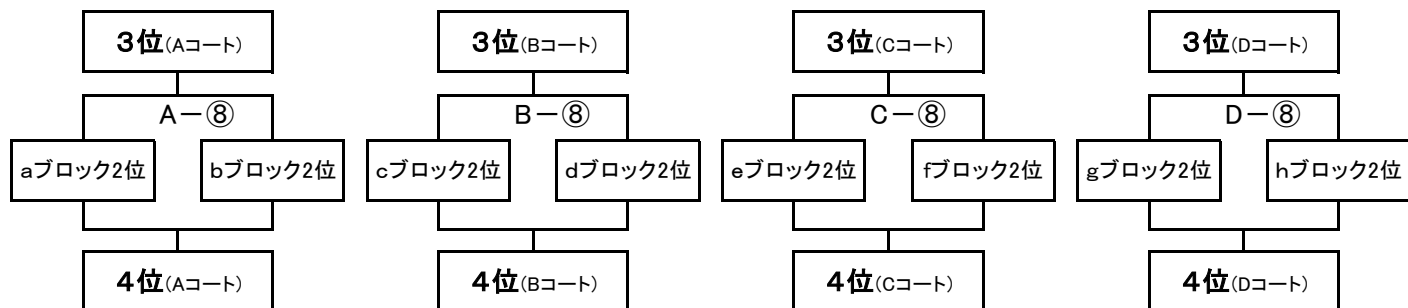 3位(Aコート) 3位(Bコート) 3位(Cコート) 3位(Dコート)
A－⑧ B－⑧ C－⑧ D－⑧
aブロック2位 bブロック2位 cブロック2位 dブロック2位 eブロック2位 fブロック2位 gブロック2位 hブロック2位
4位(Aコート) 4位(Bコート) 4位(Cコート) 4位(Dコート)